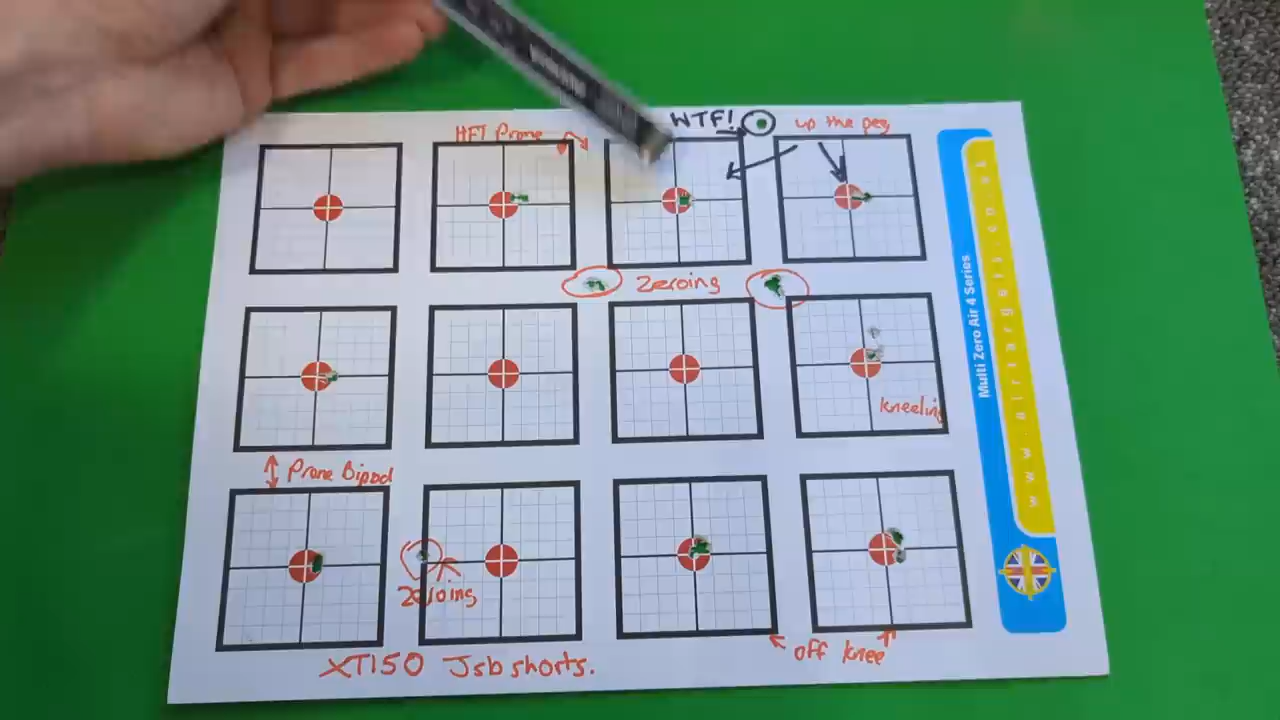 WTF!
HFT Prone
up the peg
Zeroing
kneeling
Prone Bipod
Zeroing
off knee
XT150 Jsb shorts.
Multi Zero Air 4 Series
www.airtargets.co.uk